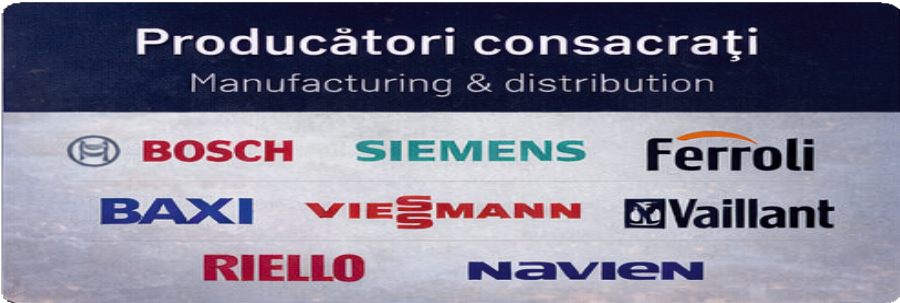 Producători consacraţi
Manufacturing & distribution
BOSCH SIEMENS Ferroli
BAXI VIESSMANN Vaillant
RIELLO NAVIEN